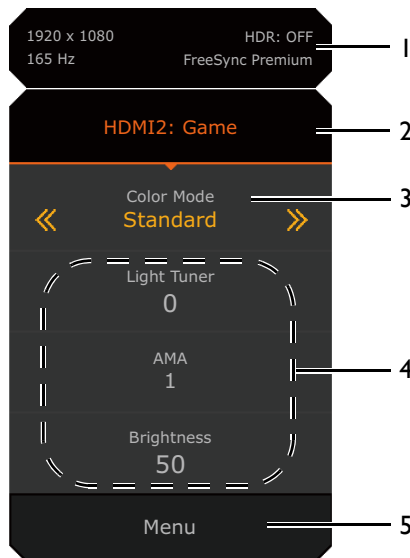 1920 x 1080 HDR: OFF
165 Hz FreeSync Premium
1
HDMI2: Game
2
Color Mode
3
Standard
Light Tuner
0
AMA
4
1
Brightness
50
Menu
5